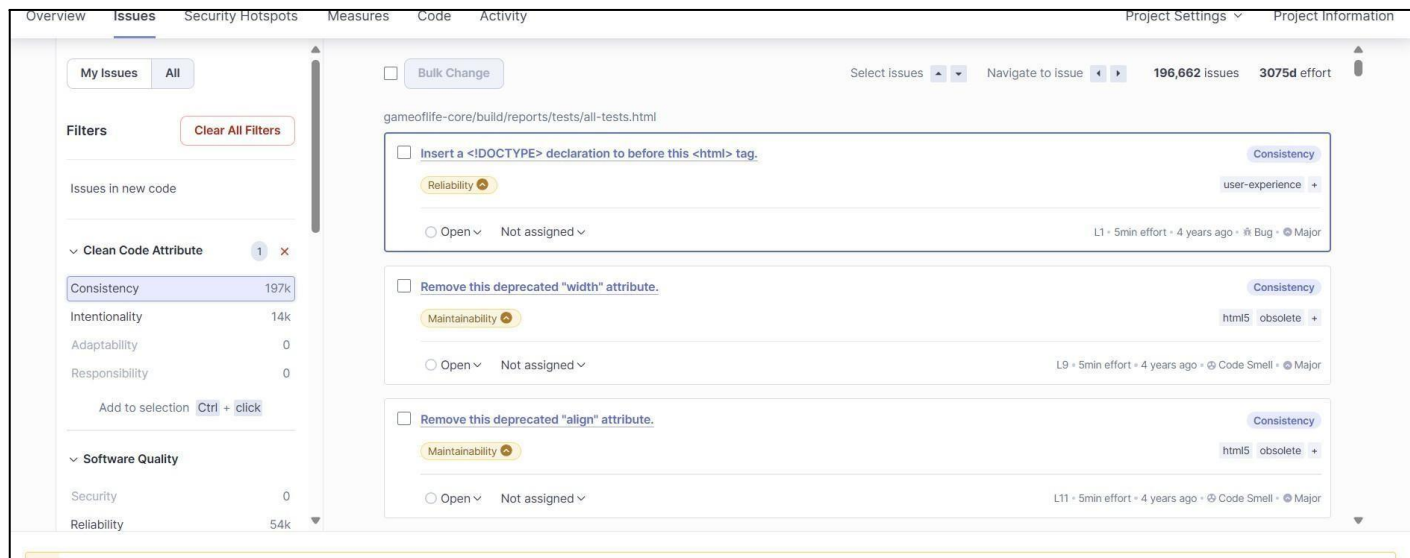 Overview Issues Security Hotspots Measures Code Activity Project Settings Project Information
My Issues All
Filters Clear All Filters
Issues in new code
Clean Code Attribute 1
Consistency 197k
Intentionality 14k
Adaptability 0
Responsibility 0
Add to selection Ctrl + click
Software Quality
Security 0
Reliability 54k
Bulk Change Select issues Navigate to issue 196,662 issues 3075d effort
gameoflife-core/build/reports/tests/all-tests.html
Insert a <!DOCTYPE> declaration to before this <html> tag. Consistency
Reliability user-experience +
Open Not assigned L1 • 5min effort • 4 years ago • Bug • Major
Remove this deprecated "width" attribute. Consistency
Maintainability html5 obsolete +
Open Not assigned L9 • 5min effort • 4 years ago • Code Smell • Major
Remove this deprecated "align" attribute. Consistency
Maintainability html5 obsolete +
Open Not assigned L11 • 5min effort • 4 years ago • Code Smell • Major